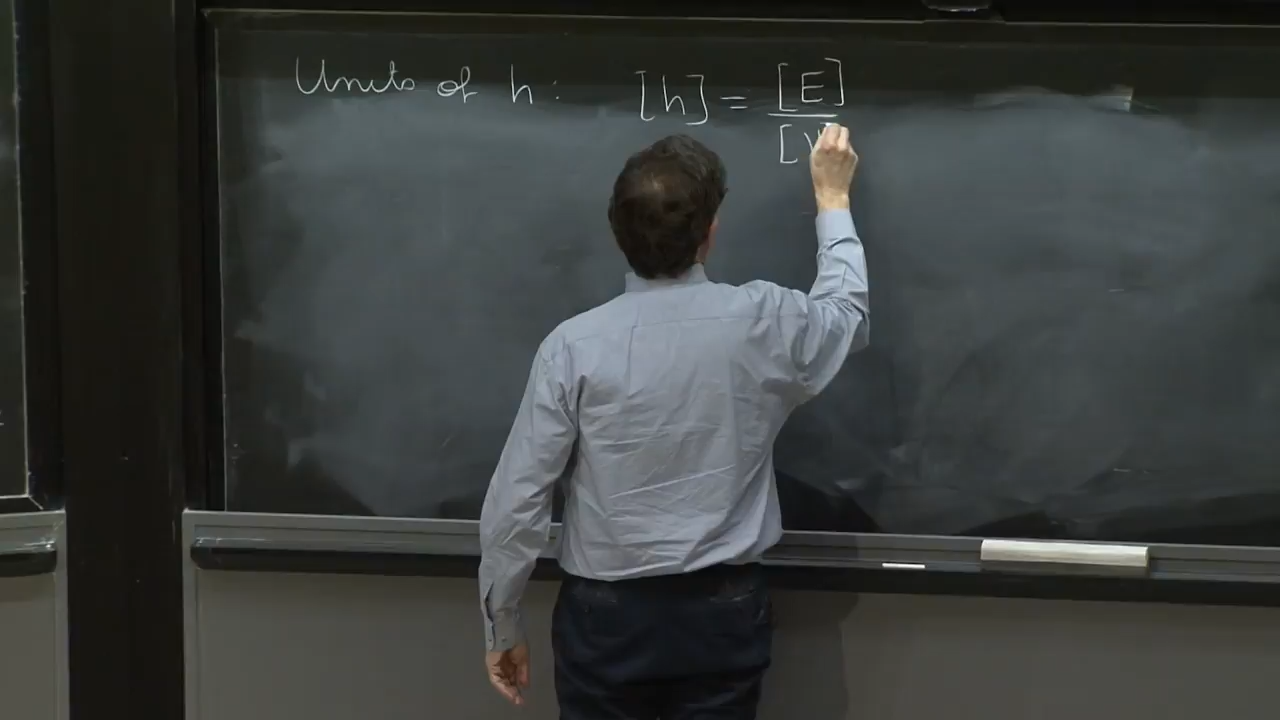 Units of h: [h] = [E]
[ν]